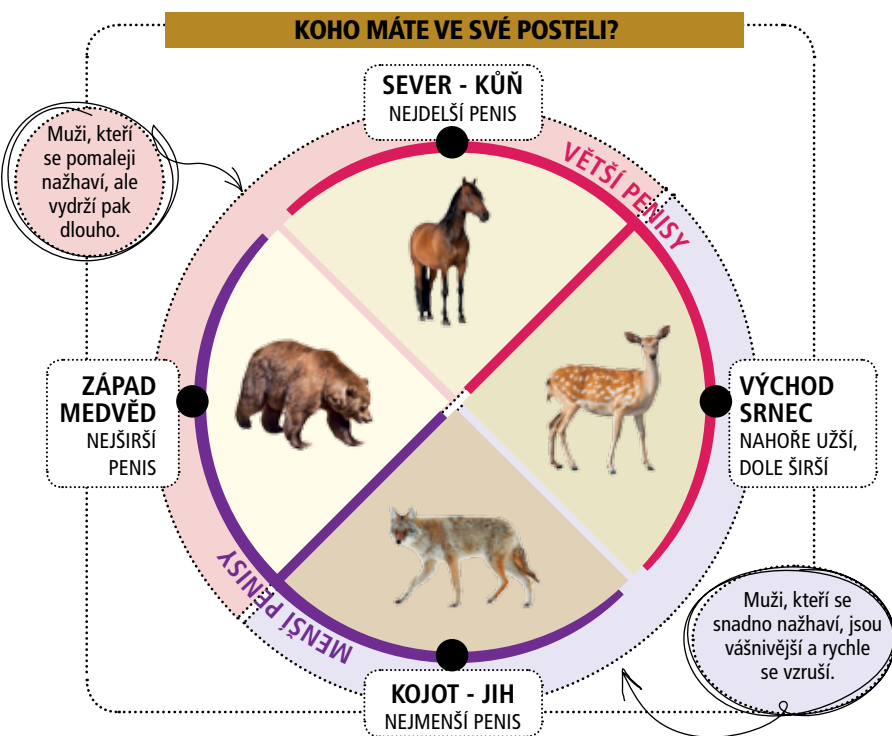 KOHO MÁTE VE SVÉ POSTELI?
SEVER - KŮŇ
NEJDELŠÍ PENIS
Muži, kteří
se pomaleji
nažhaví, ale
vydrží pak
dlouho.
VĚTŠÍ PENISY
ZÁPAD
MEDVĚD
NEJŠIRŠÍ
PENIS
VÝCHOD
SRNEC
NAHOŘE UŽŠÍ,
DOLE ŠIRŠÍ
MENŠÍ PENISY
Muži, kteří se
snadno nažhaví, jsou
vášnivější a rychle
se vzruší.
KOJOT - JIH
NEJMENŠÍ PENIS